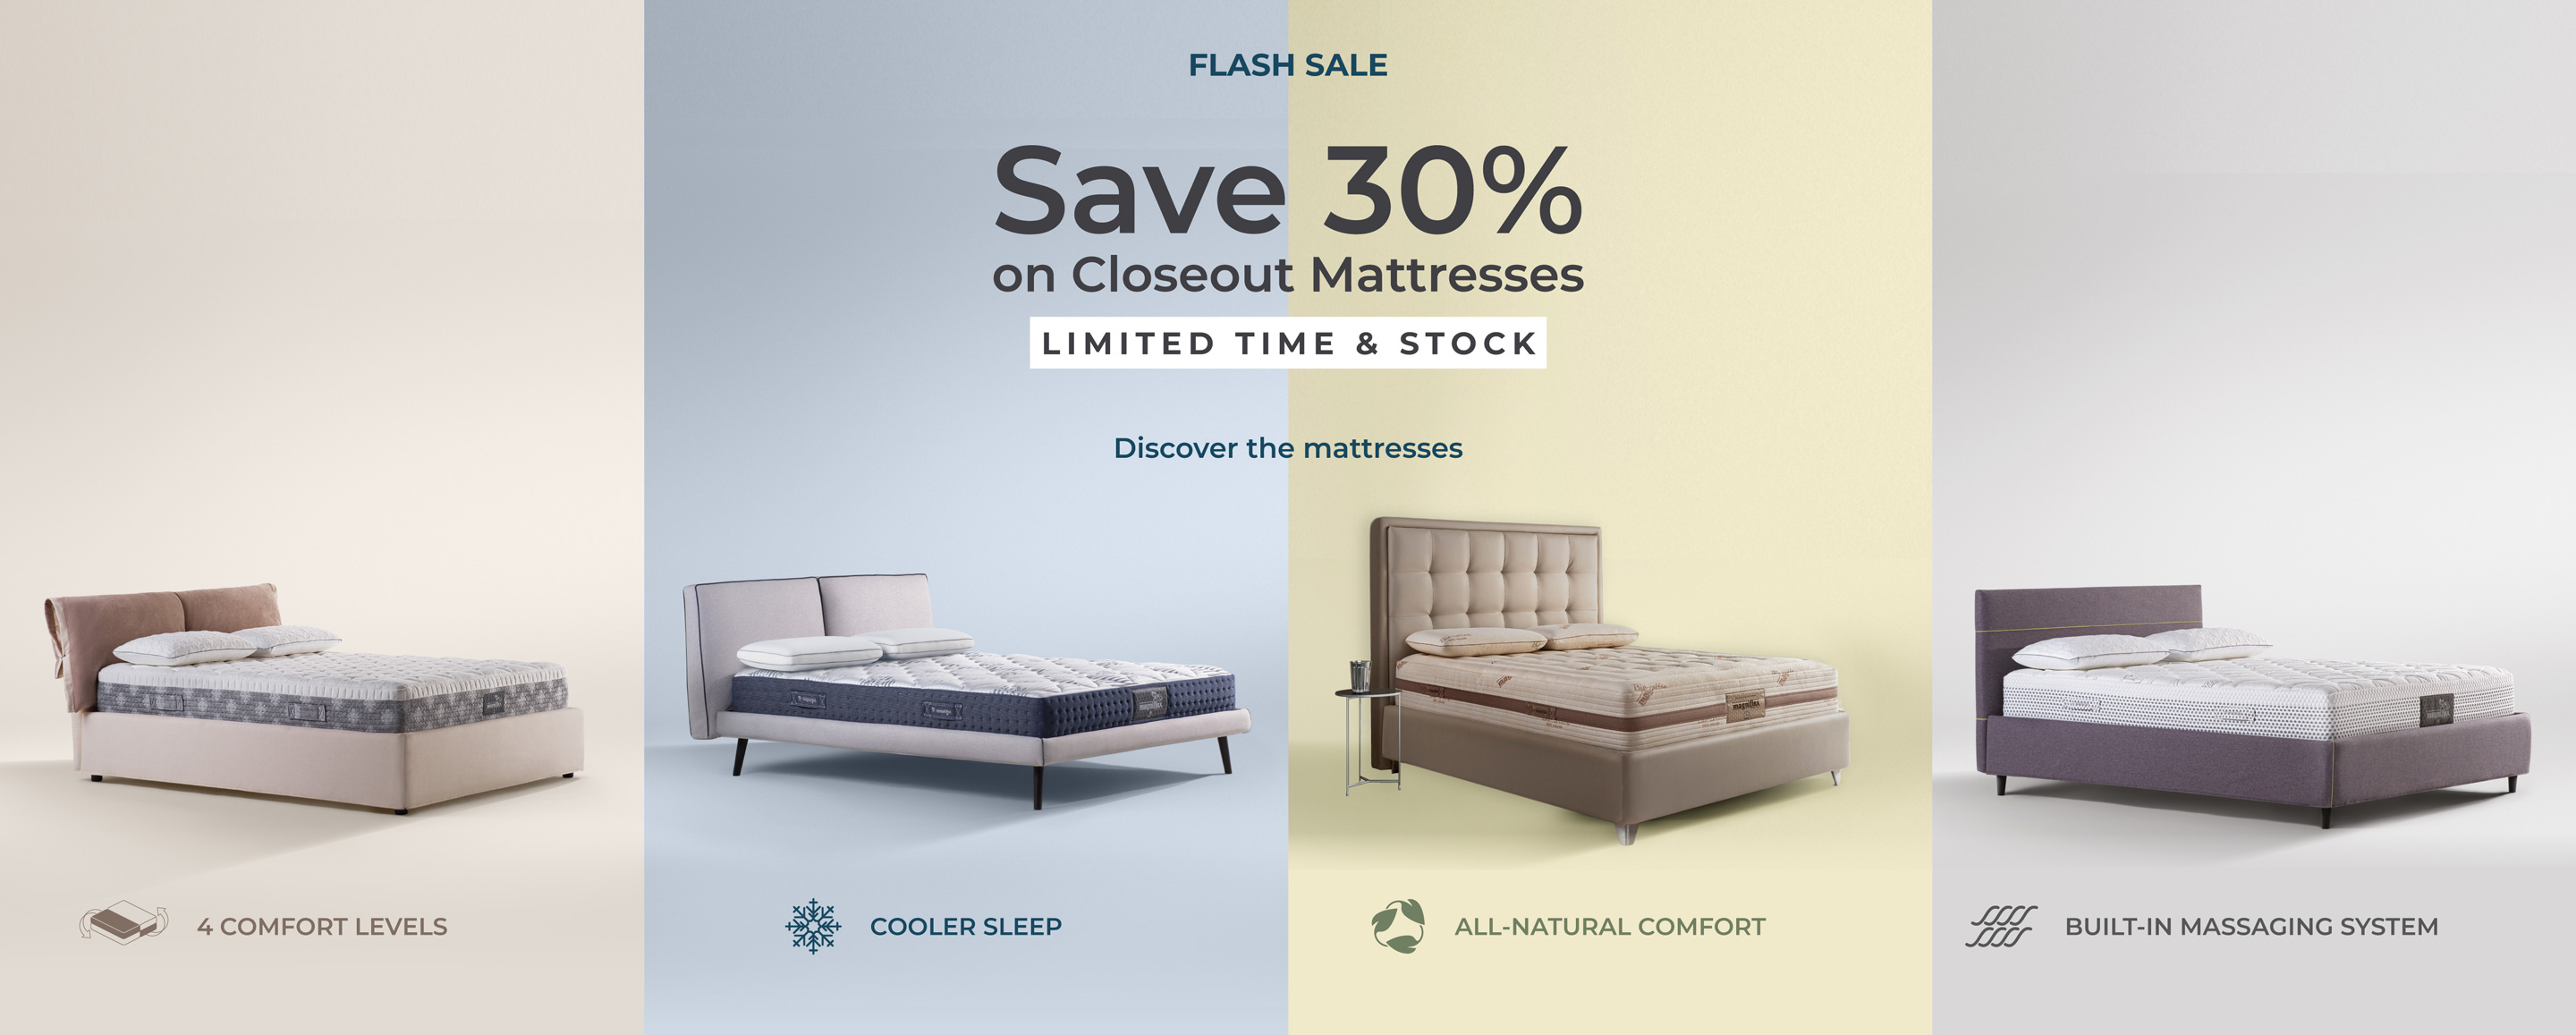 FLASH SALE
Save 30%
on Closeout Mattresses
LIMITED TIME & STOCK
Discover the mattresses
magniflex
4 COMFORT LEVELS
COOLER SLEEP
ALL-NATURAL COMFORT
BUILT-IN MASSAGING SYSTEM